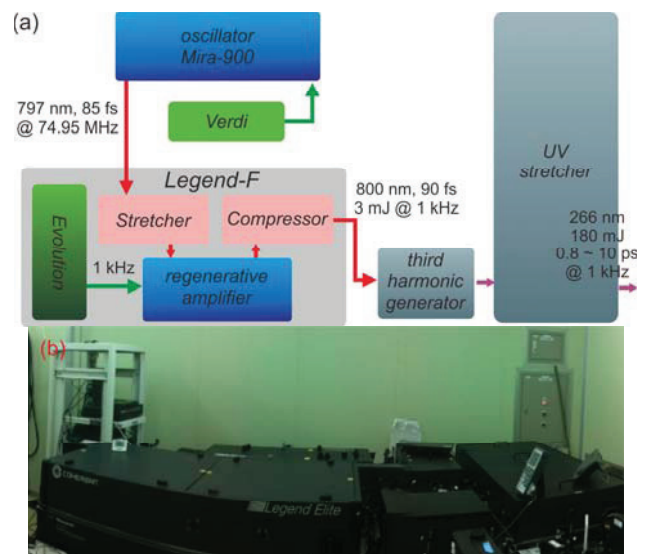 (a)
oscillator
Mira-900
797 nm, 85 fs
@ 74.95 MHz
Verdi
Legend-F
800 nm, 90 fs
3 mJ @ 1 kHz
Evolution
Stretcher
Compressor
1 kHz
regenerative
amplifier
third
harmonic
generator
UV
stretcher
266 nm
180 mJ
0.8 ~ 10 ps
@ 1 kHz
(b)
COHERENT
Legend Elite